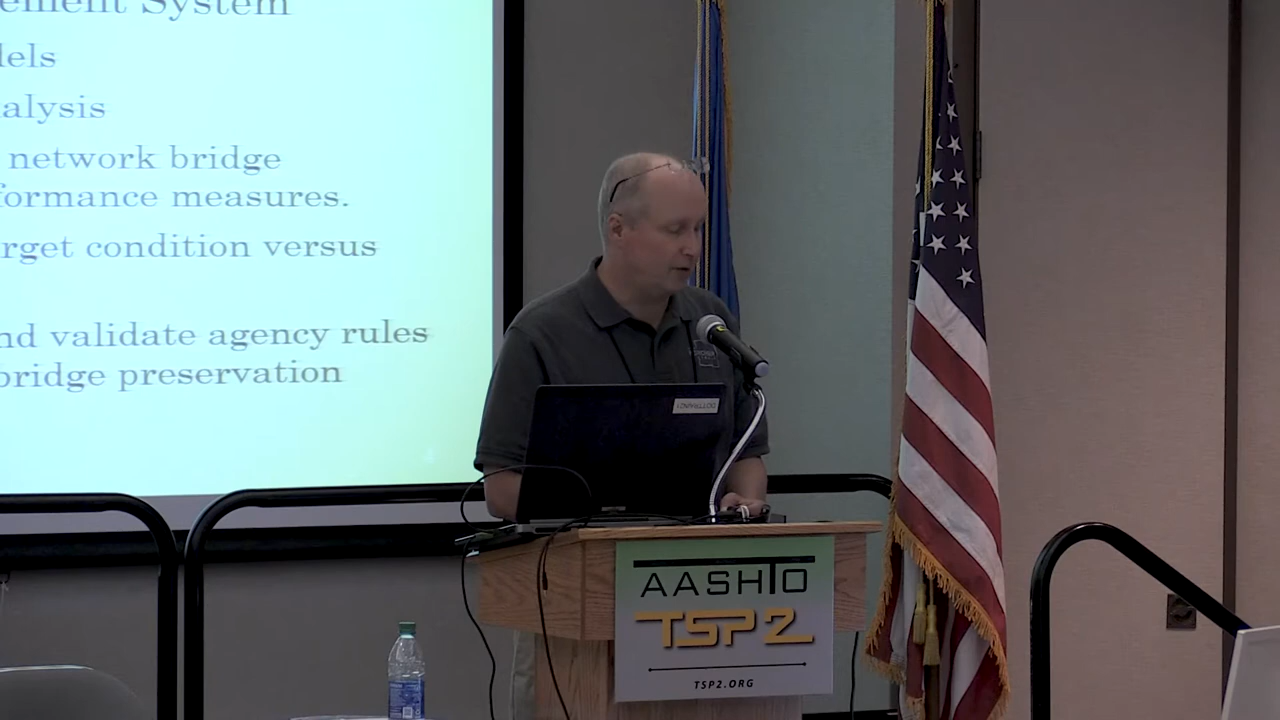 ement System
dels
alysis
network bridge
formance measures.
rget condition versus
nd validate agency rules
bridge preservation
AASHTO
TSP2
TSP2.ORG